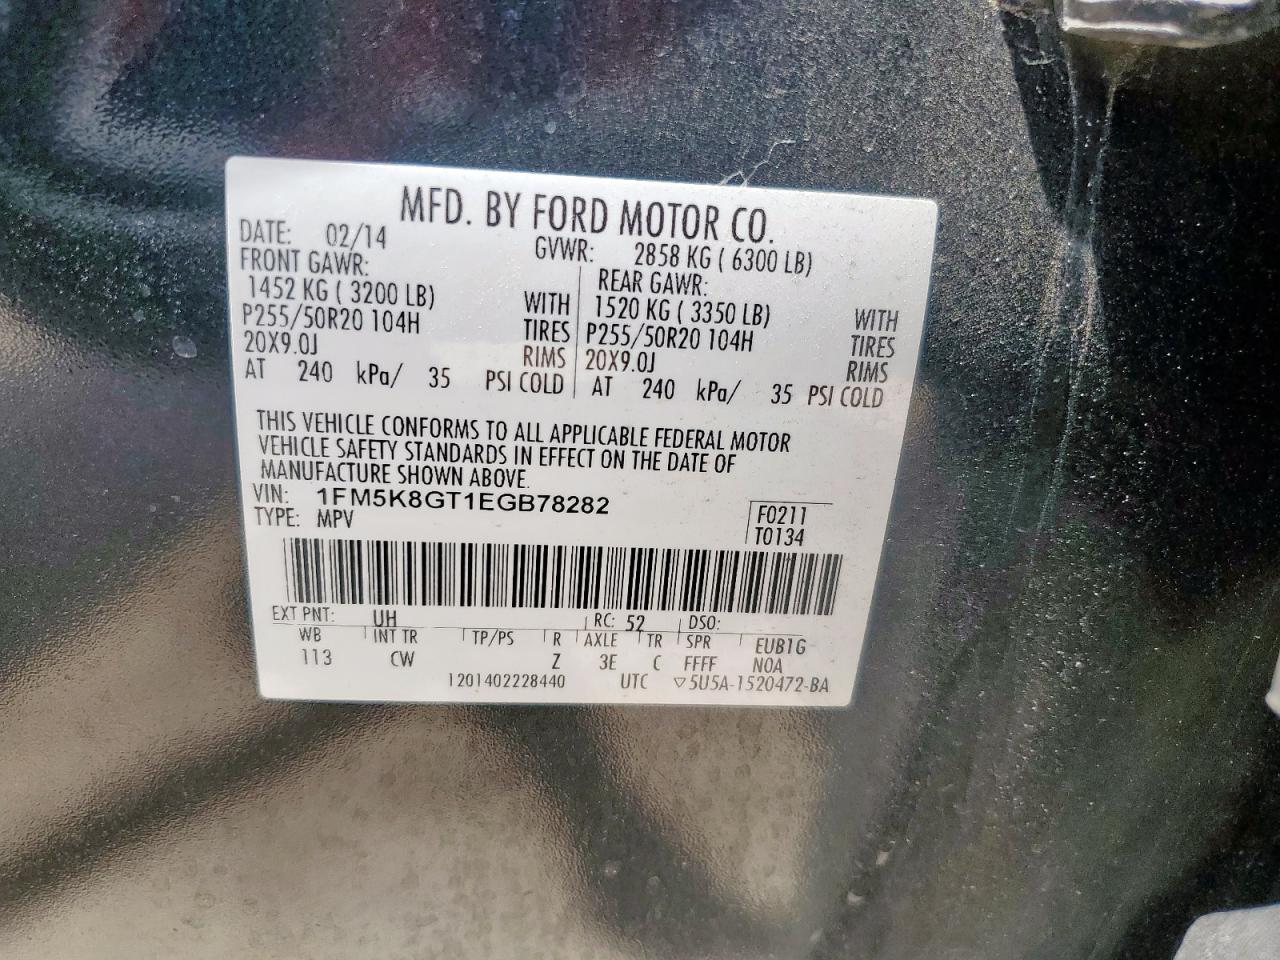 MFD. BY FORD MOTOR CO.
DATE: 02/14 GVWR: 2858 KG ( 6300 LB)
FRONT GAWR: REAR GAWR:
1452 KG ( 3200 LB) WITH 1520 KG ( 3350 LB) WITH
P255/50R20 104H TIRES P255/50R20 104H TIRES
20X9.0J RIMS 20X9.0J RIMS
AT 240 kPa/ 35 PSI COLD AT 240 kPa/ 35 PSI COLD
THIS VEHICLE CONFORMS TO ALL APPLICABLE FEDERAL MOTOR
VEHICLE SAFETY STANDARDS IN EFFECT ON THE DATE OF
MANUFACTURE SHOWN ABOVE.
VIN: 1FM5K8GT1EGB78282 F0211
TYPE: MPV T0134
EXT PNT: UH RC: 52 DSO:
WB INT TR TP/PS R AXLE TR SPR EUB1G
113 CW Z 3E C FFFF N0A
1201402228440 UTC ▽5U5A-1520472-BA